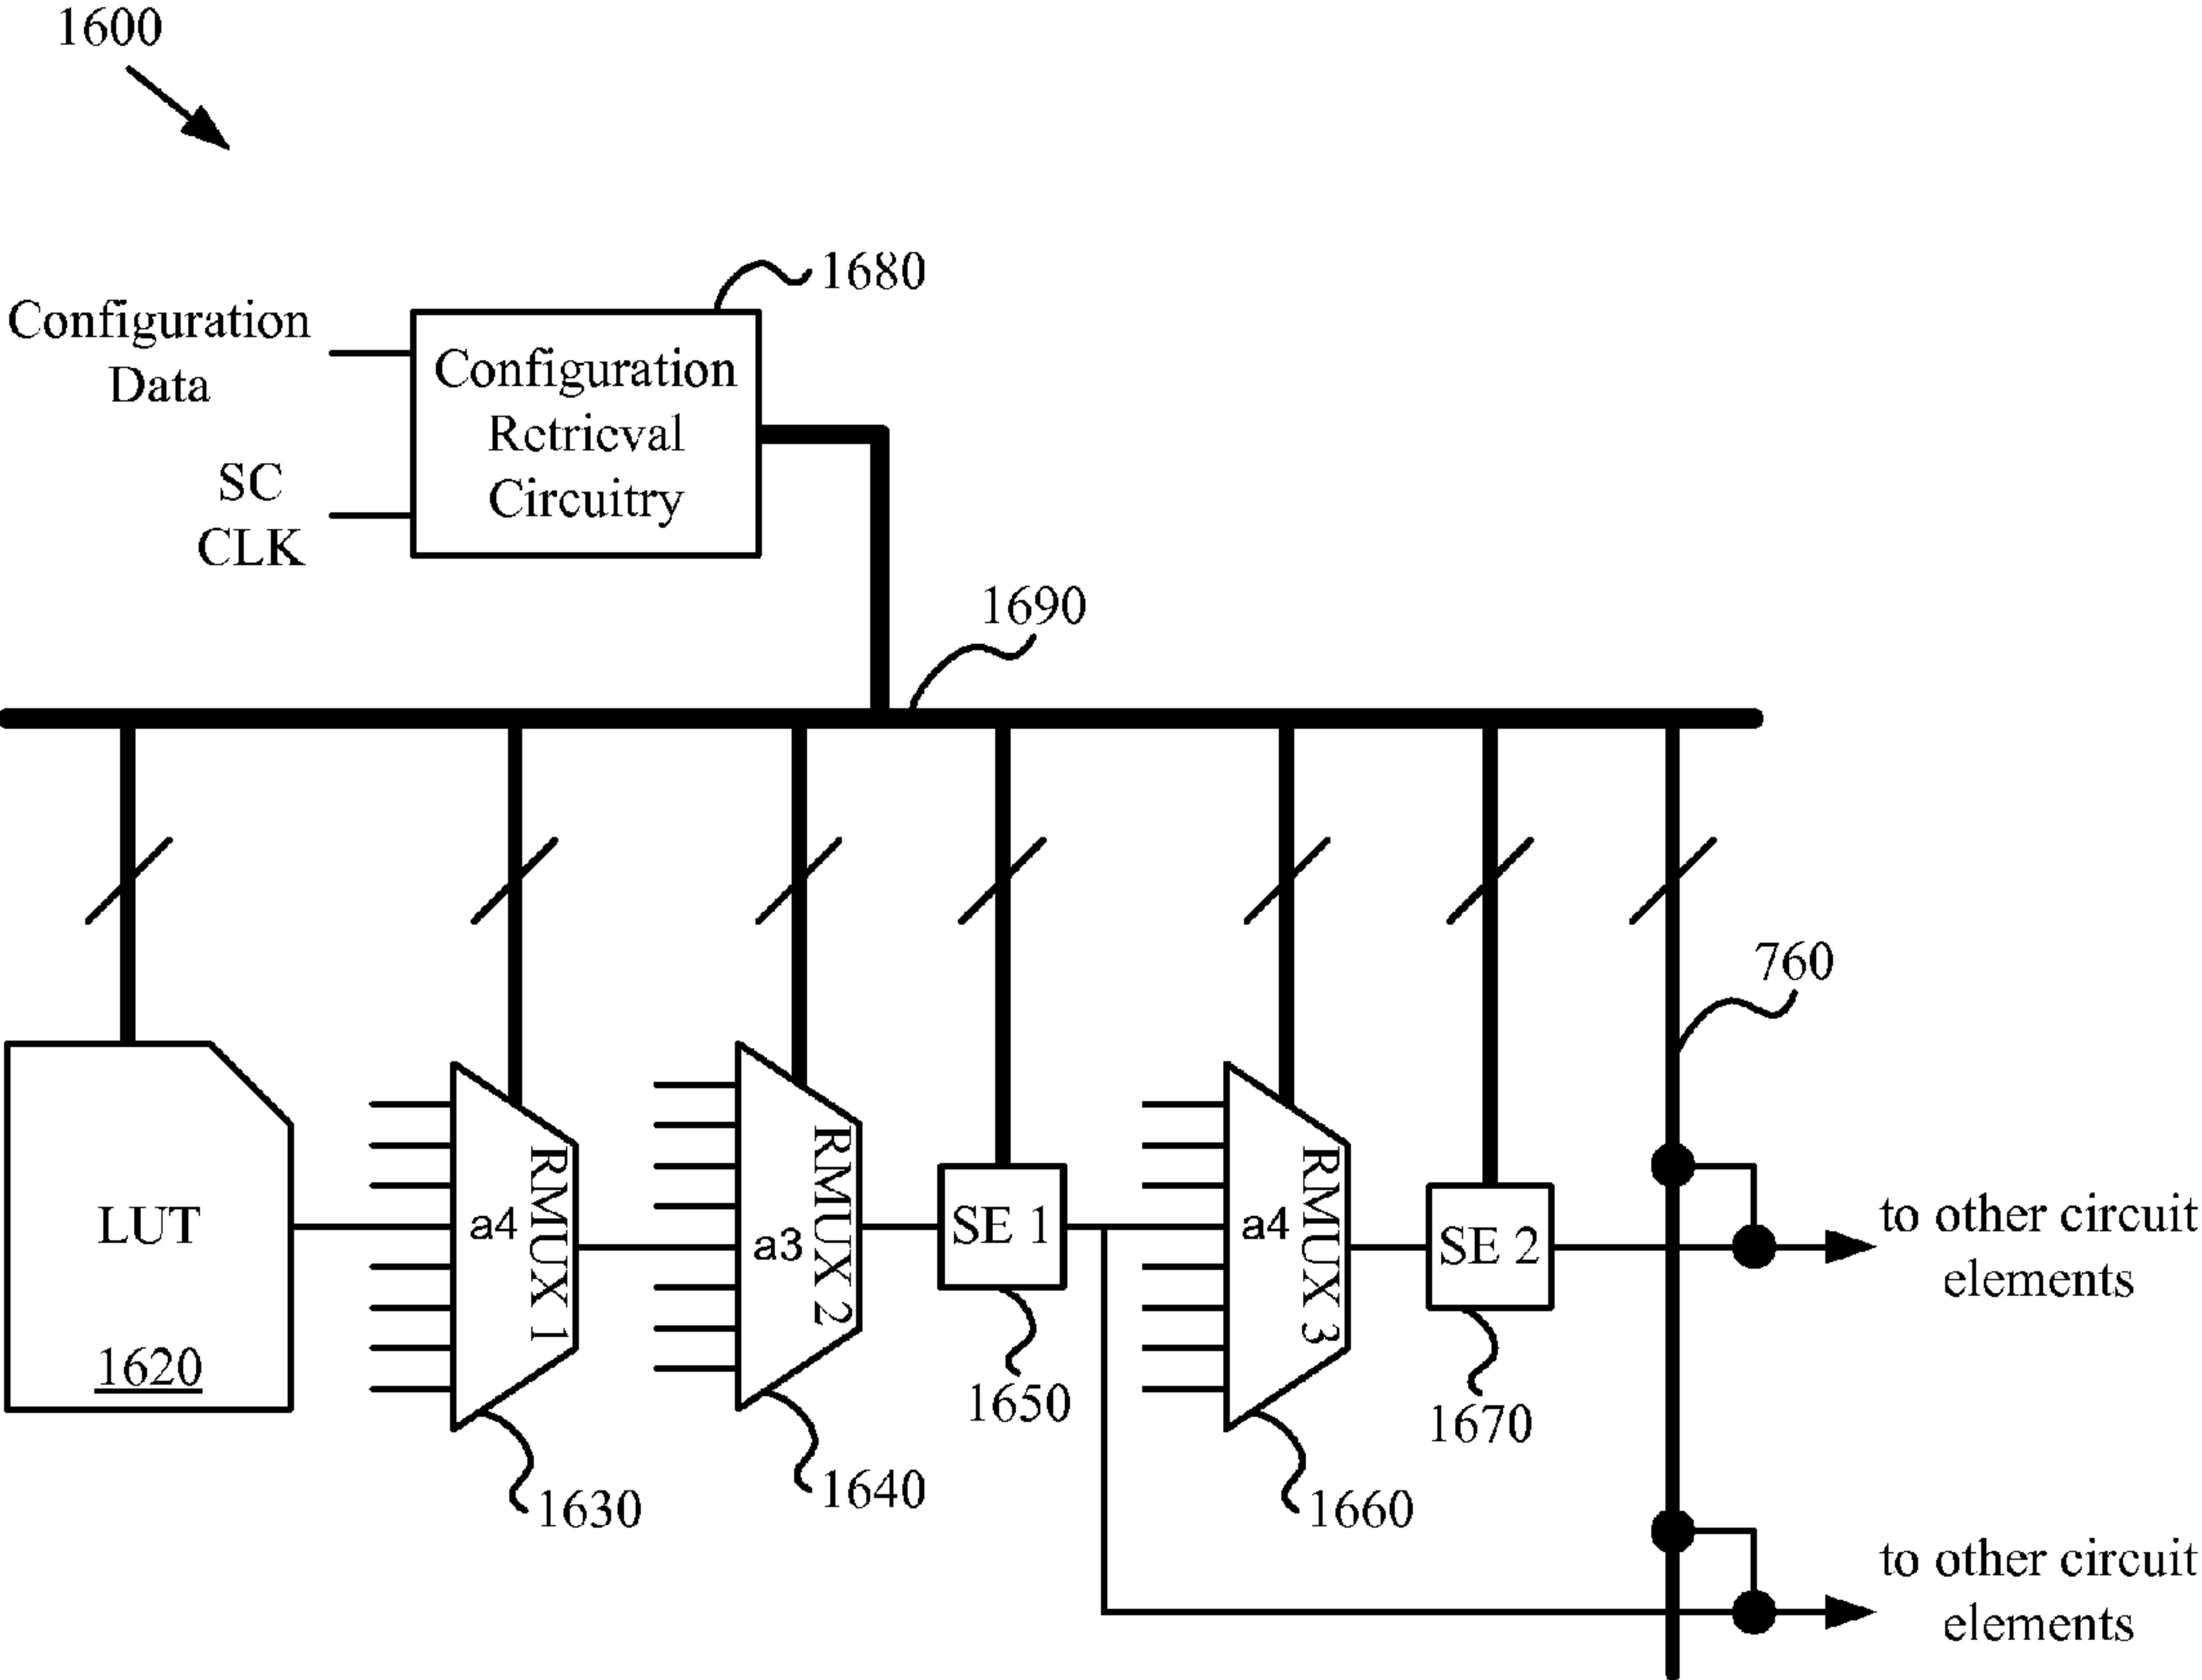 1600
1680
Configuration
Data
SC
CLK
Configuration
Retrieval
Circuitry
1690
760
LUT
1620
a4
RMUX 1
1630
a3
RMUX 2
1640
SE 1
1650
a4
RMUX 3
1660
SE 2
1670
to other circuit
elements
to other circuit
elements